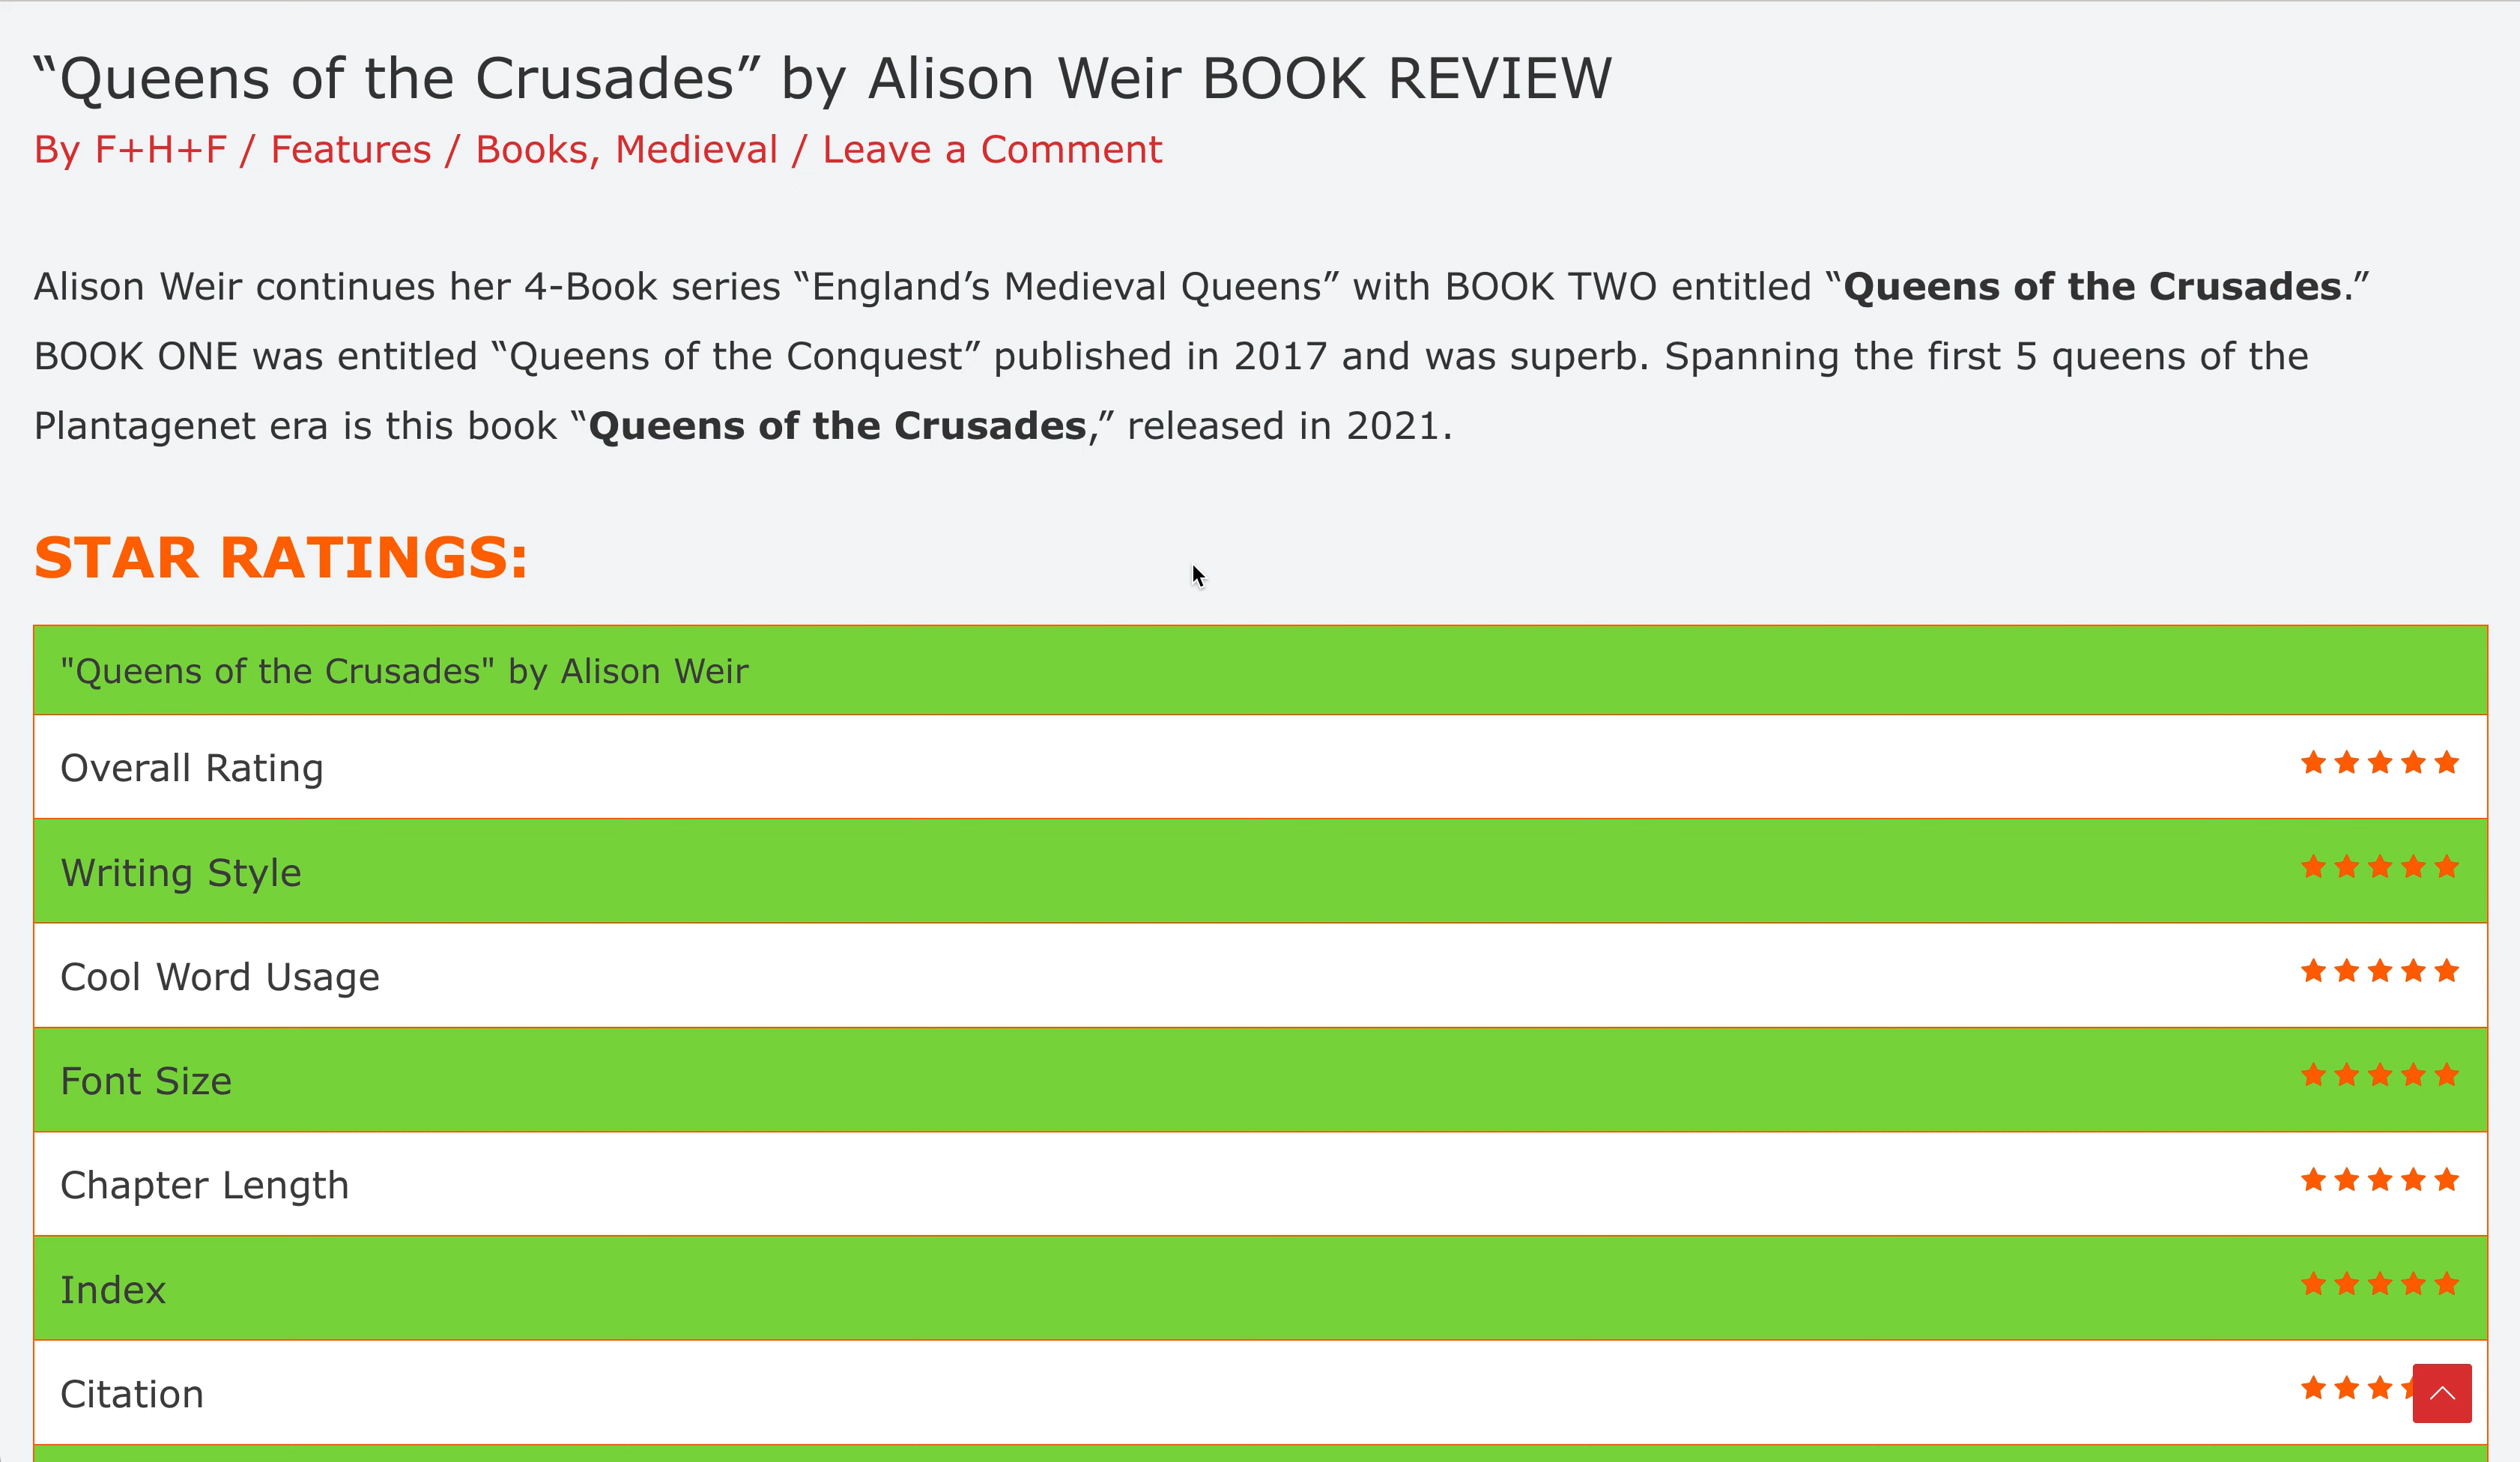 “Queens of the Crusades” by Alison Weir BOOK REVIEW
By F+H+F / Features / Books, Medieval / Leave a Comment
Alison Weir continues her 4-Book series “England’s Medieval Queens” with BOOK TWO entitled “Queens of the Crusades.”
BOOK ONE was entitled “Queens of the Conquest” published in 2017 and was superb. Spanning the first 5 queens of the
Plantagenet era is this book “Queens of the Crusades,” released in 2021.
STAR RATINGS:
"Queens of the Crusades" by Alison Weir
Overall Rating
Writing Style
Cool Word Usage
Font Size
Chapter Length
Index
Citation